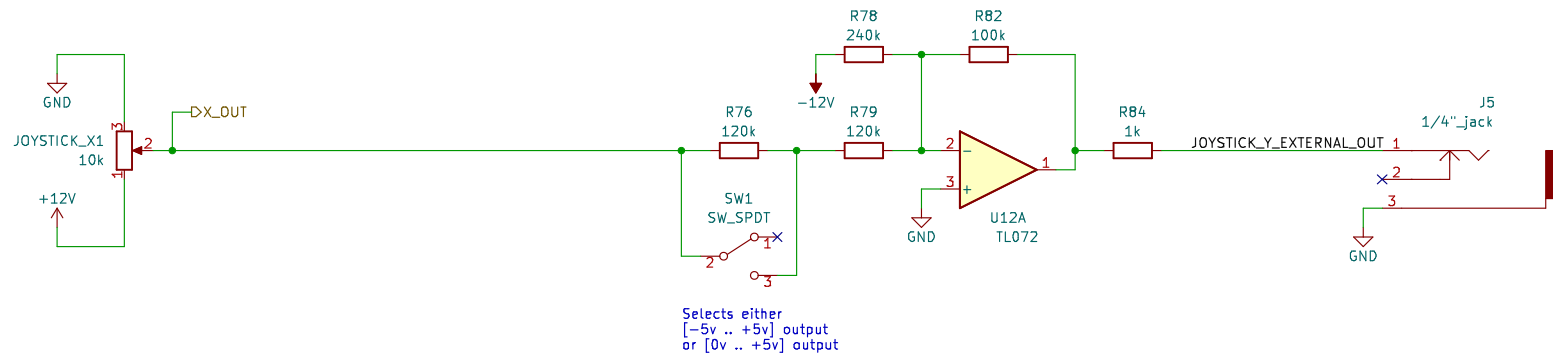 R78
240k
R82
100k
GND
-12V
X_OUT
3
JOYSTICK_X1
10k
2
1
+12V
R76
120k
R79
120k
2
-
3
+
1
U12A
TL072
GND
R84
1k
JOYSTICK_Y_EXTERNAL_OUT
J5
1/4"_jack
1
2
3
GND
SW1
SW_SPDT
1
2
3
Selects either
[-5v .. +5v] output
or [0v .. +5v] output